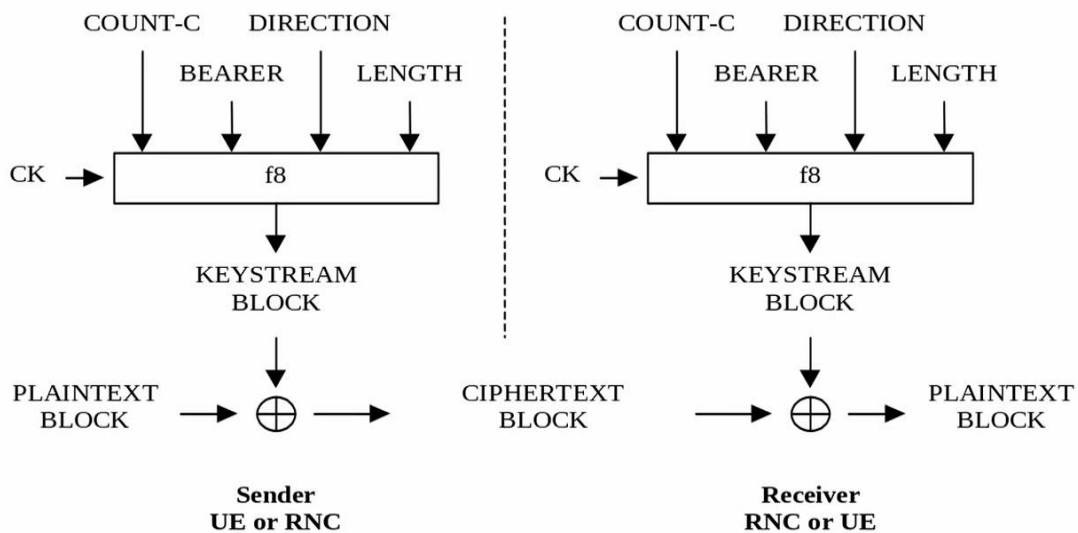 COUNT-C DIRECTION
BEARER LENGTH
CK f8
KEYSTREAM
BLOCK
COUNT-C DIRECTION
BEARER LENGTH
CK f8
KEYSTREAM
BLOCK
PLAINTEXT
BLOCK
CIPHERTEXT
BLOCK
PLAINTEXT
BLOCK
Sender
UE or RNC
Receiver
RNC or UE